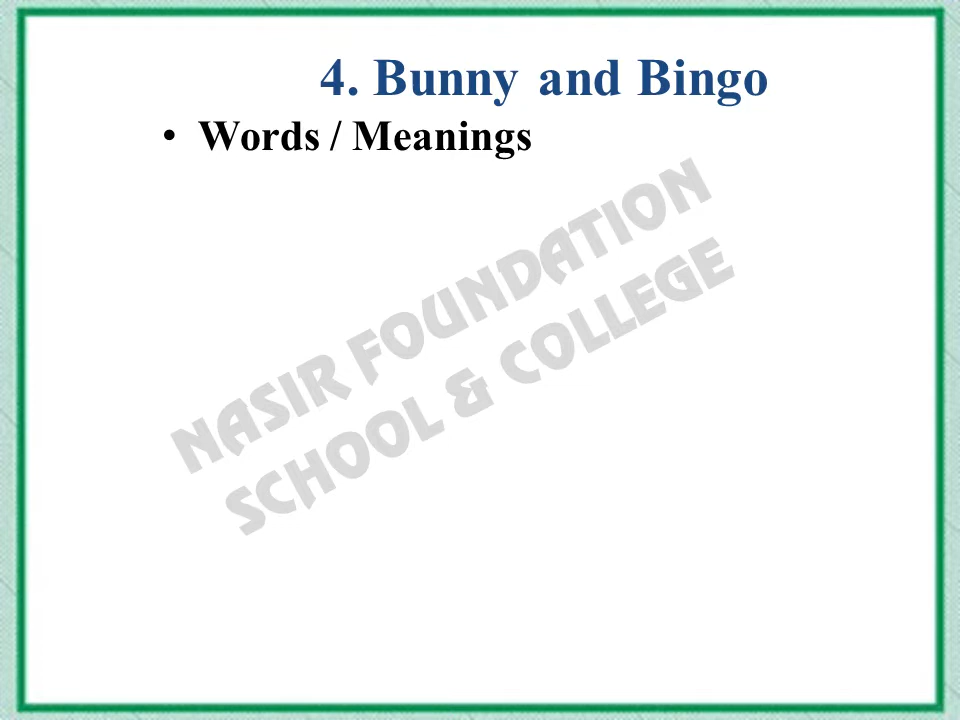 4. Bunny and Bingo
• Words / Meanings
NASIR FOUNDATION
SCHOOL & COLLEGE